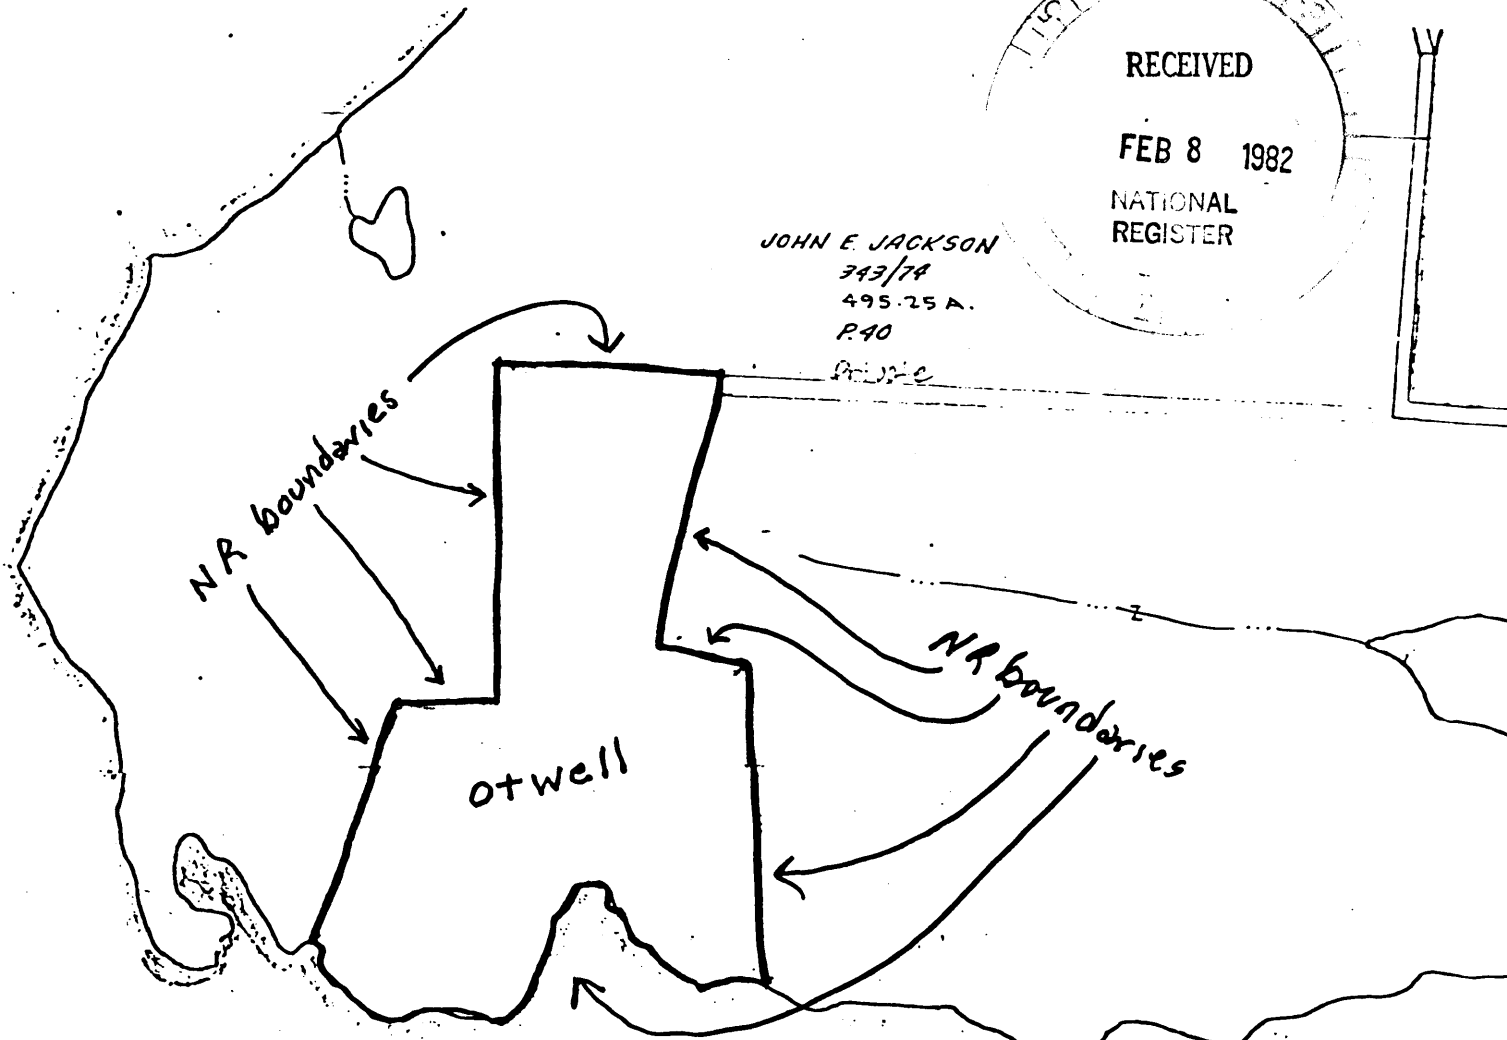 RECEIVED
FEB 8 1982
NATIONAL
REGISTER
JOHN E. JACKSON
343/74
495.25 A.
P.40
NR boundaries
otwell
NR boundaries